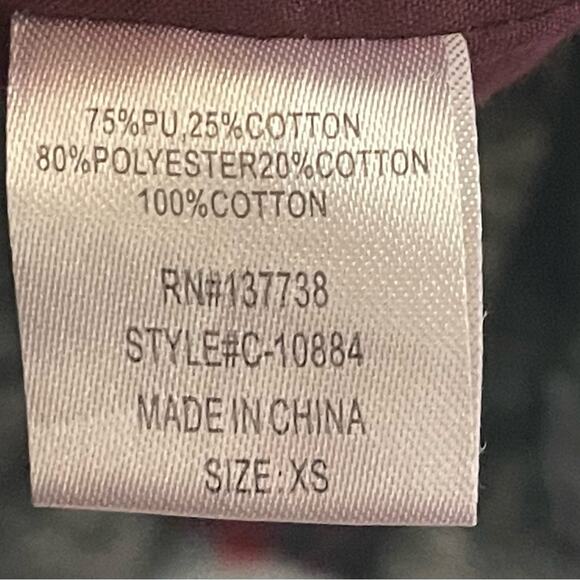 75%PU,25%COTTON
80%POLYESTER20%COTTON
100%COTTON
RN#137738
STYLE#C-10884
MADE IN CHINA
SIZE:XS